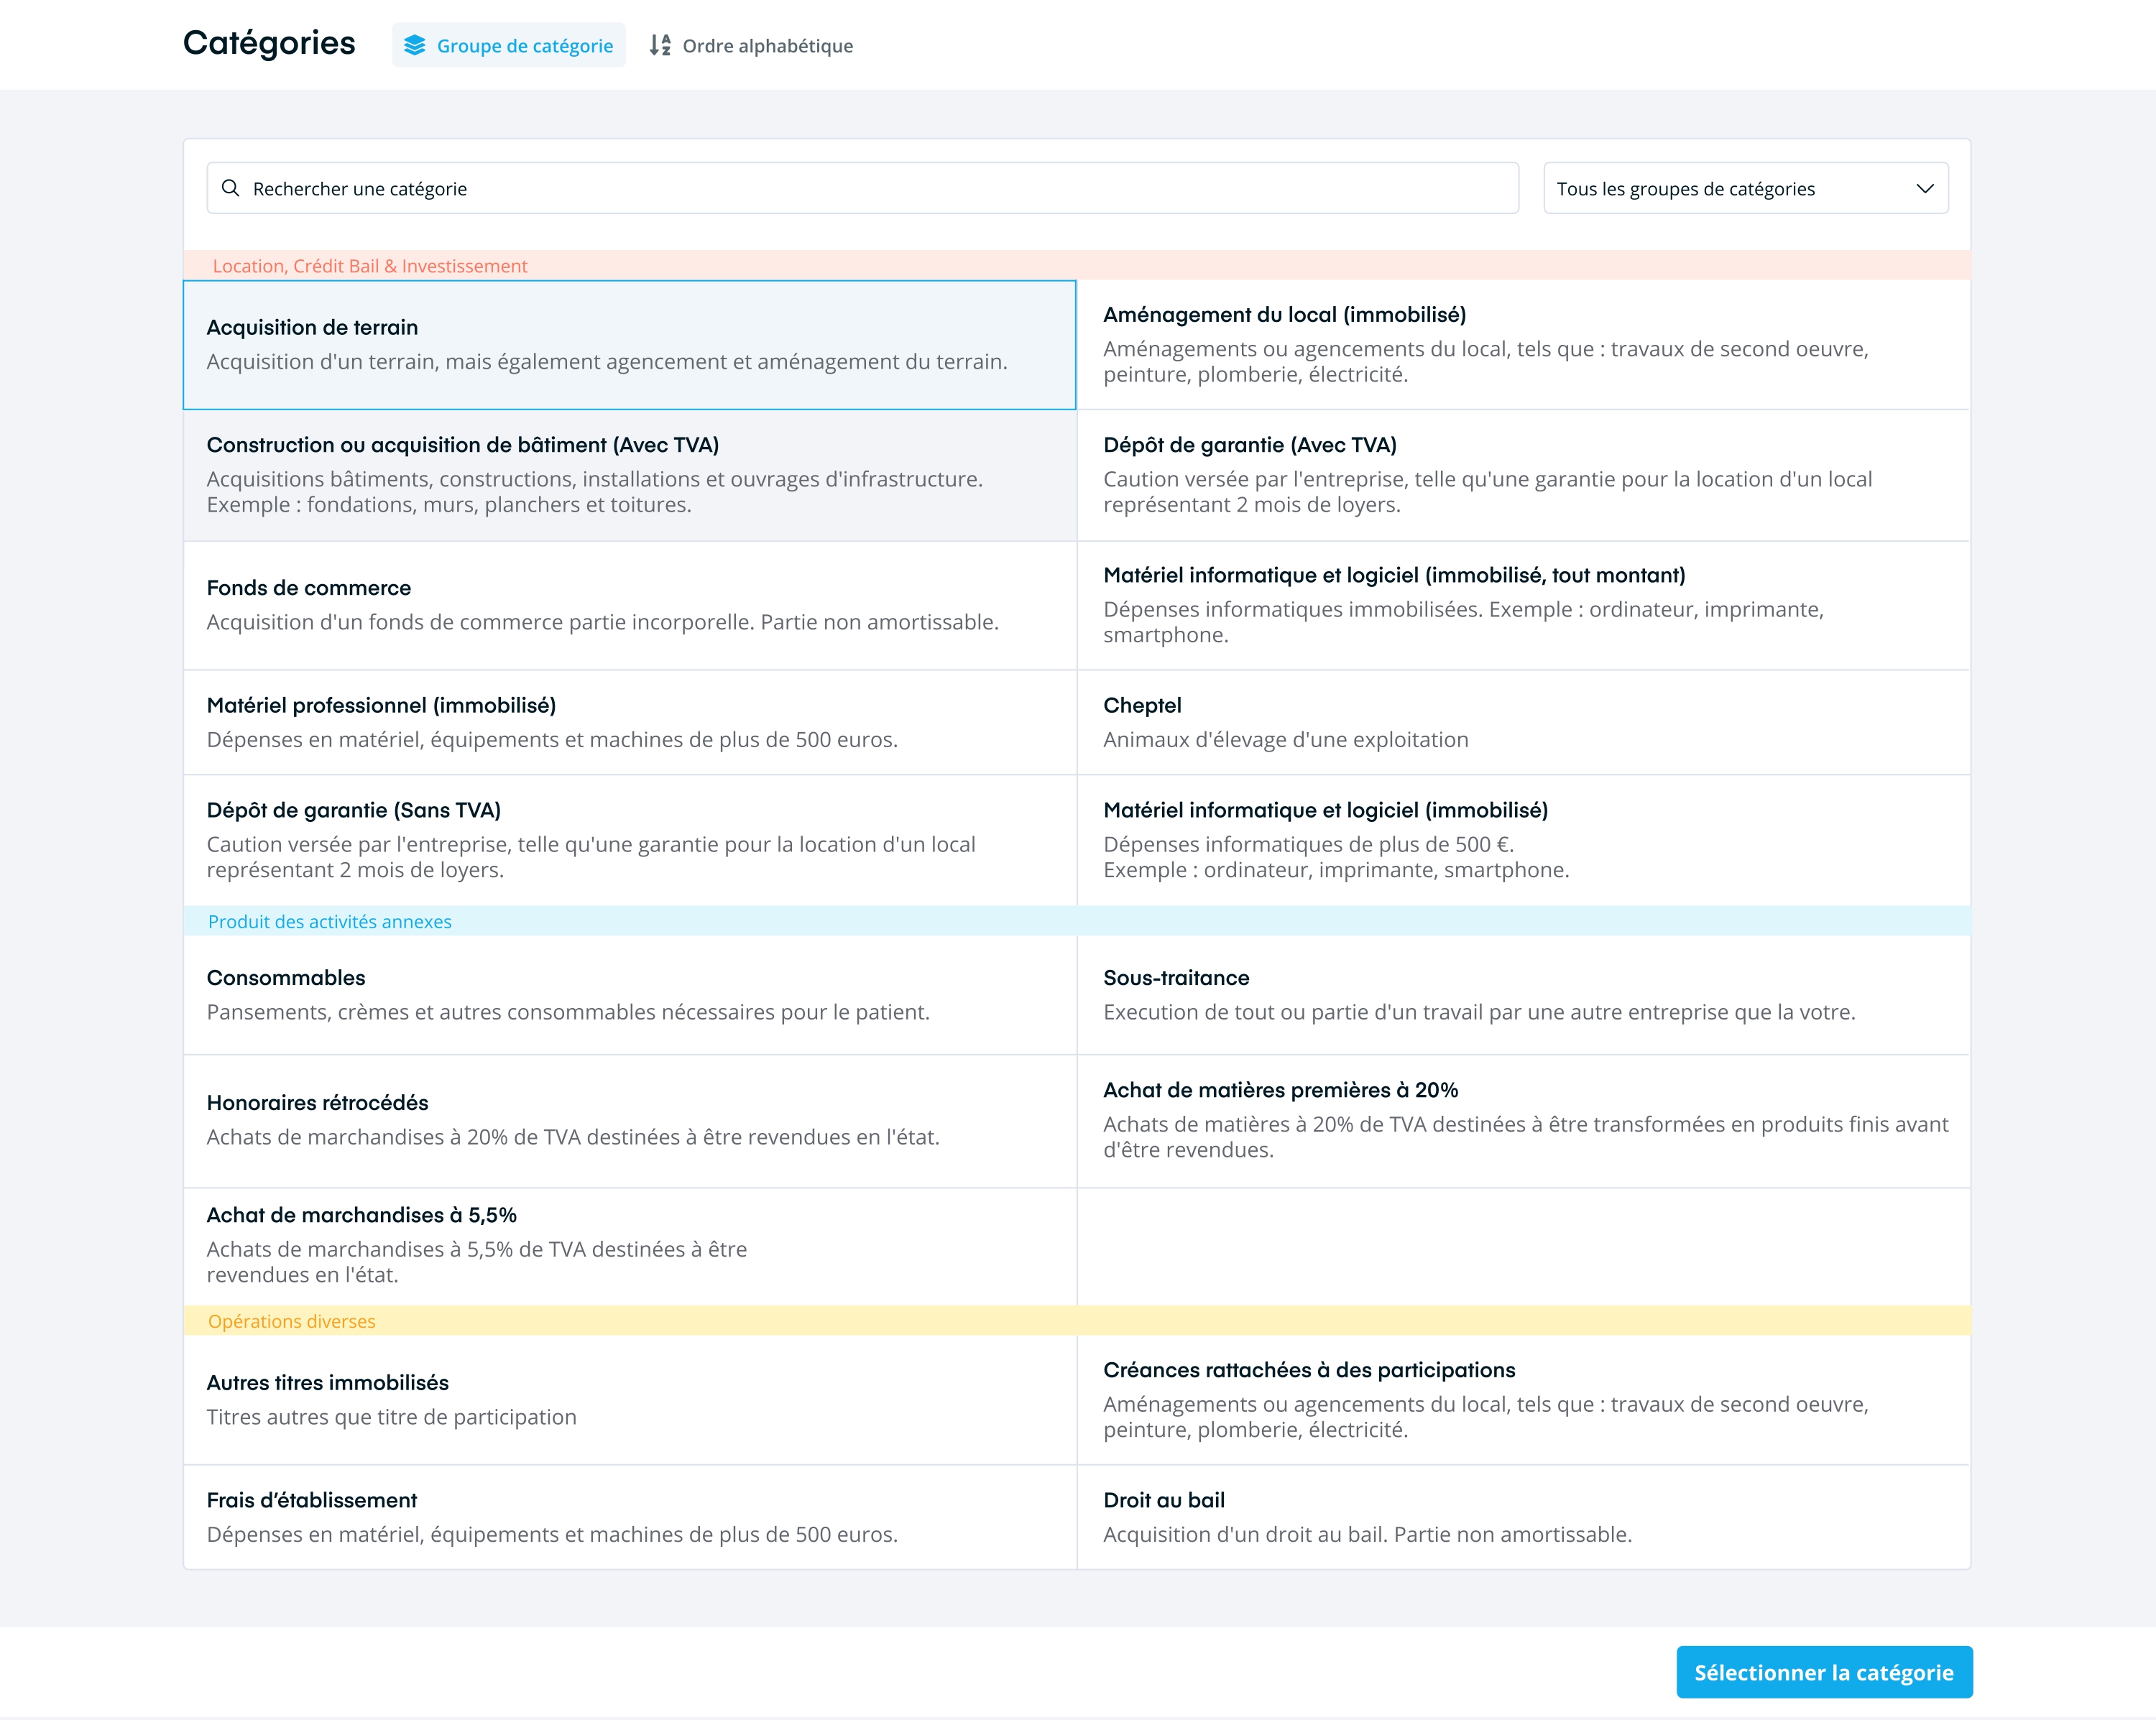 Catégories
Groupe de catégorie
Ordre alphabétique
Rechercher une catégorie
Tous les groupes de catégories
Location, Crédit Bail & Investissement
Acquisition de terrain
Acquisition d'un terrain, mais également agencement et aménagement du terrain.
Aménagement du local (immobilisé)
Aménagements ou agencements du local, tels que : travaux de second oeuvre,
peinture, plomberie, électricité.
Construction ou acquisition de bâtiment (Avec TVA)
Acquisitions bâtiments, constructions, installations et ouvrages d'infrastructure.
Exemple : fondations, murs, planchers et toitures.
Dépôt de garantie (Avec TVA)
Caution versée par l'entreprise, telle qu'une garantie pour la location d'un local
représentant 2 mois de loyers.
Fonds de commerce
Acquisition d'un fonds de commerce partie incorporelle. Partie non amortissable.
Matériel informatique et logiciel (immobilisé, tout montant)
Dépenses informatiques immobilisées. Exemple : ordinateur, imprimante,
smartphone.
Matériel professionnel (immobilisé)
Dépenses en matériel, équipements et machines de plus de 500 euros.
Cheptel
Animaux d'élevage d'une exploitation
Dépôt de garantie (Sans TVA)
Caution versée par l'entreprise, telle qu'une garantie pour la location d'un local
représentant 2 mois de loyers.
Matériel informatique et logiciel (immobilisé)
Dépenses informatiques de plus de 500 €.
Exemple : ordinateur, imprimante, smartphone.
Produit des activités annexes
Consommables
Pansements, crèmes et autres consommables nécessaires pour le patient.
Sous-traitance
Execution de tout ou partie d'un travail par une autre entreprise que la votre.
Honoraires rétrocédés
Achats de marchandises à 20% de TVA destinées à être revendues en l'état.
Achat de matières premières à 20%
Achats de matières à 20% de TVA destinées à être transformées en produits finis avant
d'être revendues.
Achat de marchandises à 5,5%
Achats de marchandises à 5,5% de TVA destinées à être
revendues en l'état.
Opérations diverses
Autres titres immobilisés
Titres autres que titre de participation
Créances rattachées à des participations
Aménagements ou agencements du local, tels que : travaux de second oeuvre,
peinture, plomberie, électricité.
Frais d’établissement
Dépenses en matériel, équipements et machines de plus de 500 euros.
Droit au bail
Acquisition d'un droit au bail. Partie non amortissable.
Sélectionner la catégorie